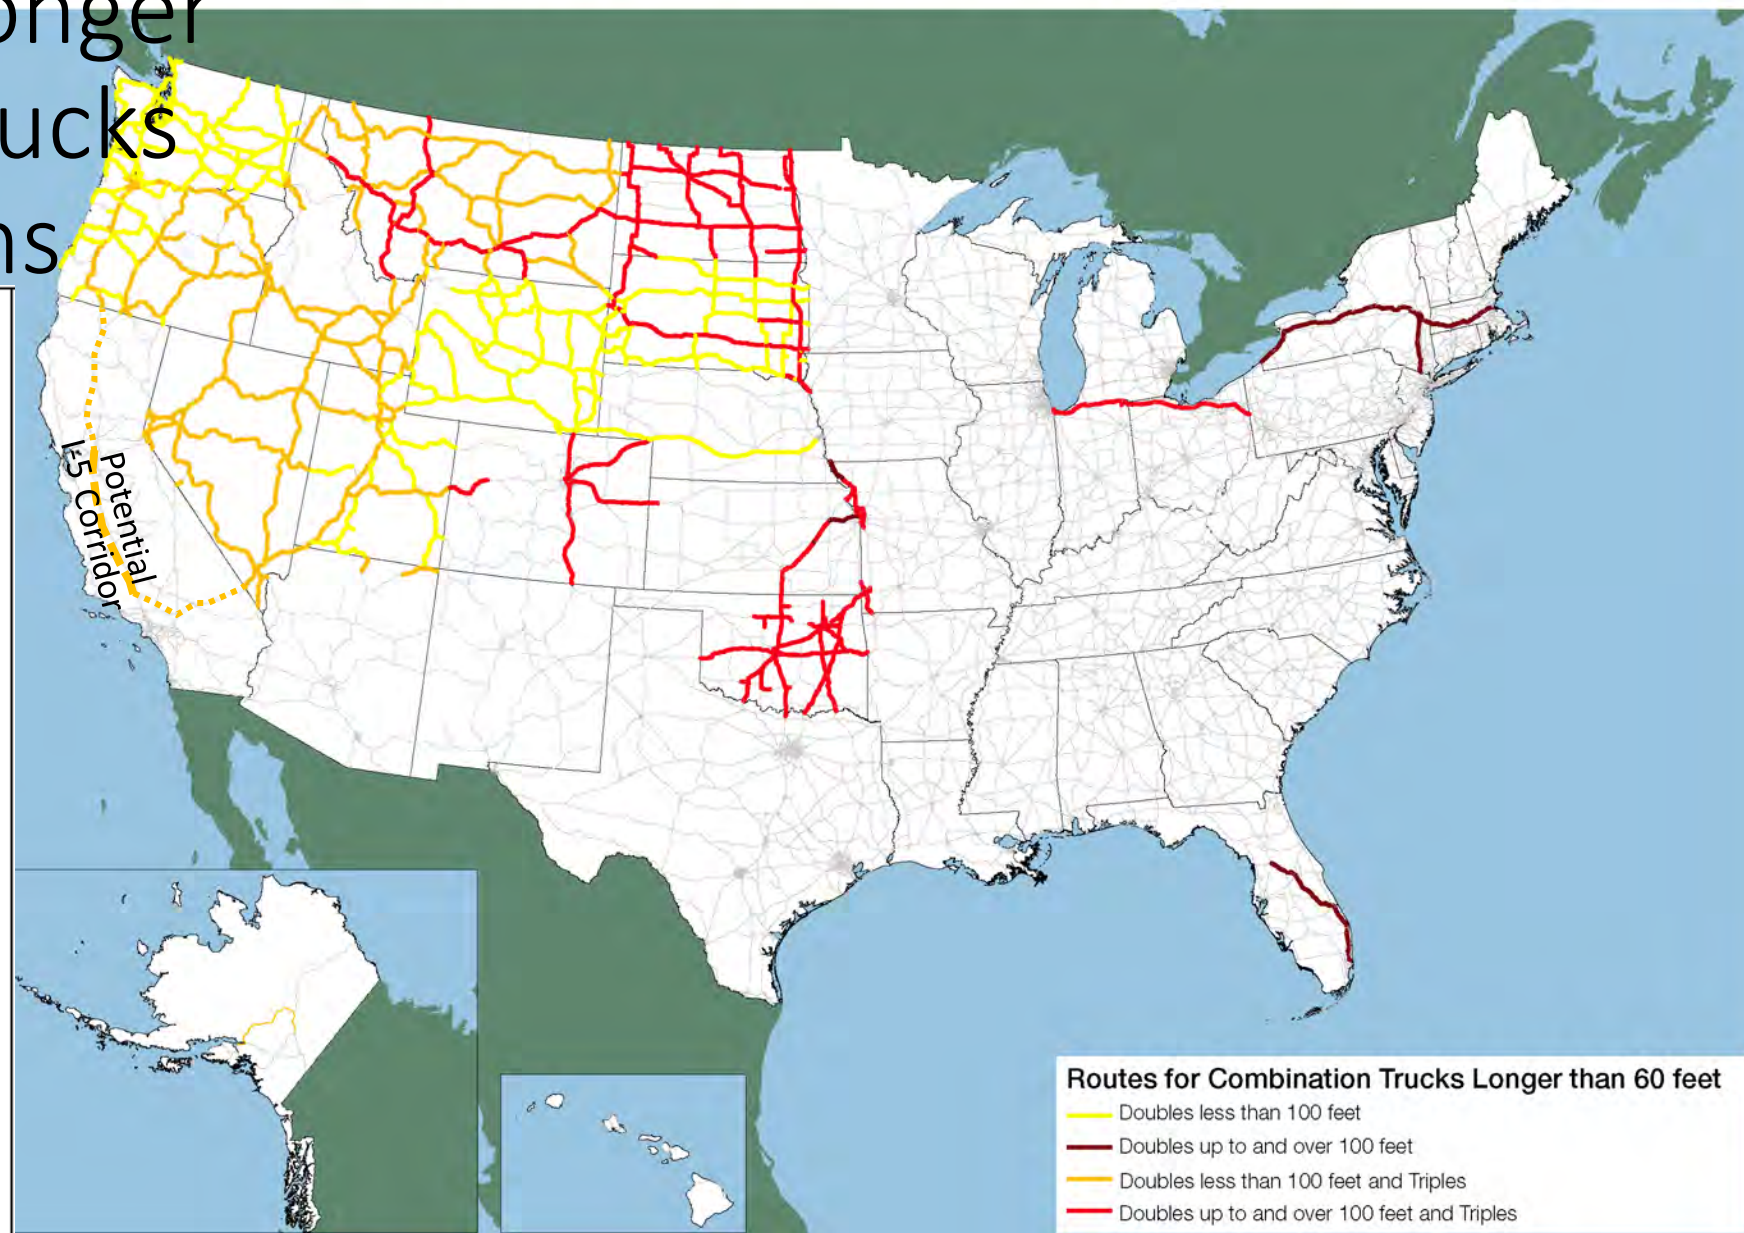 onger
ucks
ns
Potential
I-5 Corridor
Routes for Combination Trucks Longer than 60 feet
Doubles less than 100 feet
Doubles up to and over 100 feet
Doubles less than 100 feet and Triples
Doubles up to and over 100 feet and Triples